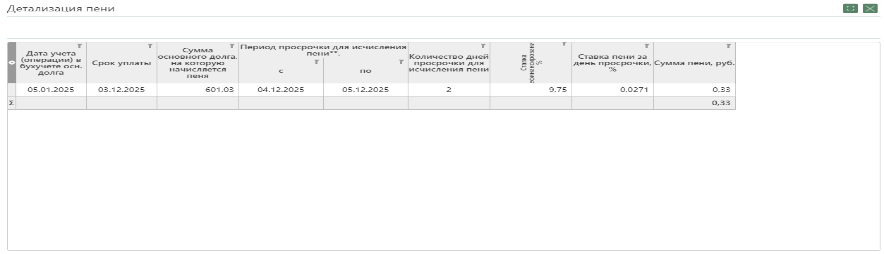 Детализация пени
Дата учета (операции) в бухучете осн. долга
Срок уплаты
Сумма основного долга, на которую начисляется пеня
Период просрочки для исчисления пени**.
с
по
Количество дней просрочки для исчисления пени
Ставка %
Ставка пени за день просрочки, %
Сумма пени, руб.
05.01.2025 03.12.2025 601.03 04.12.2025 05.12.2025 2 9.75 0.0271 0,33
Σ 0,33